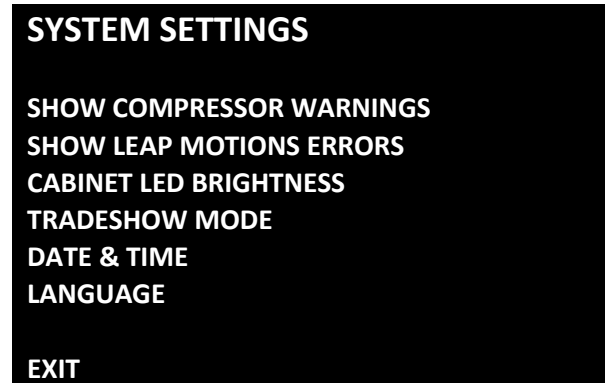 SYSTEM SETTINGS
SHOW COMPRESSOR WARNINGS
SHOW LEAP MOTIONS ERRORS
CABINET LED BRIGHTNESS
TRADESHOW MODE
DATE & TIME
LANGUAGE
EXIT